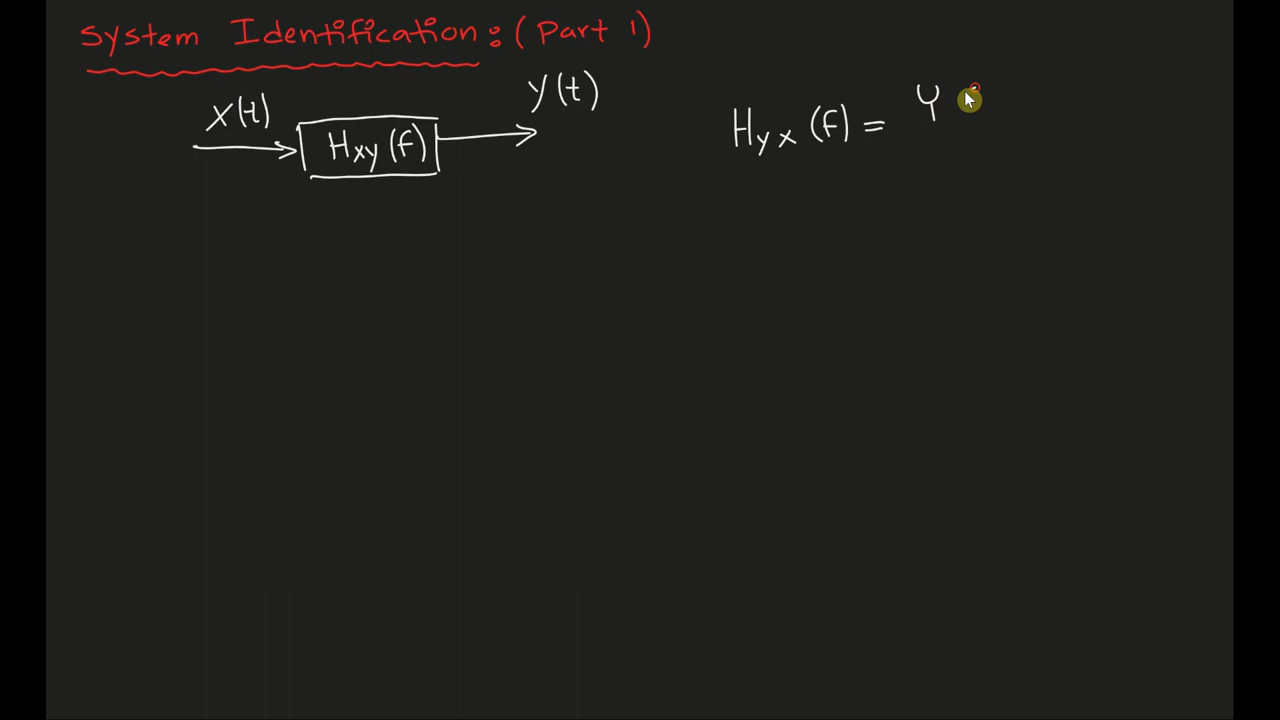 System Identification: (Part 1)
x(t)
y(t)
Hxy(f)
Hyx(f) = Y